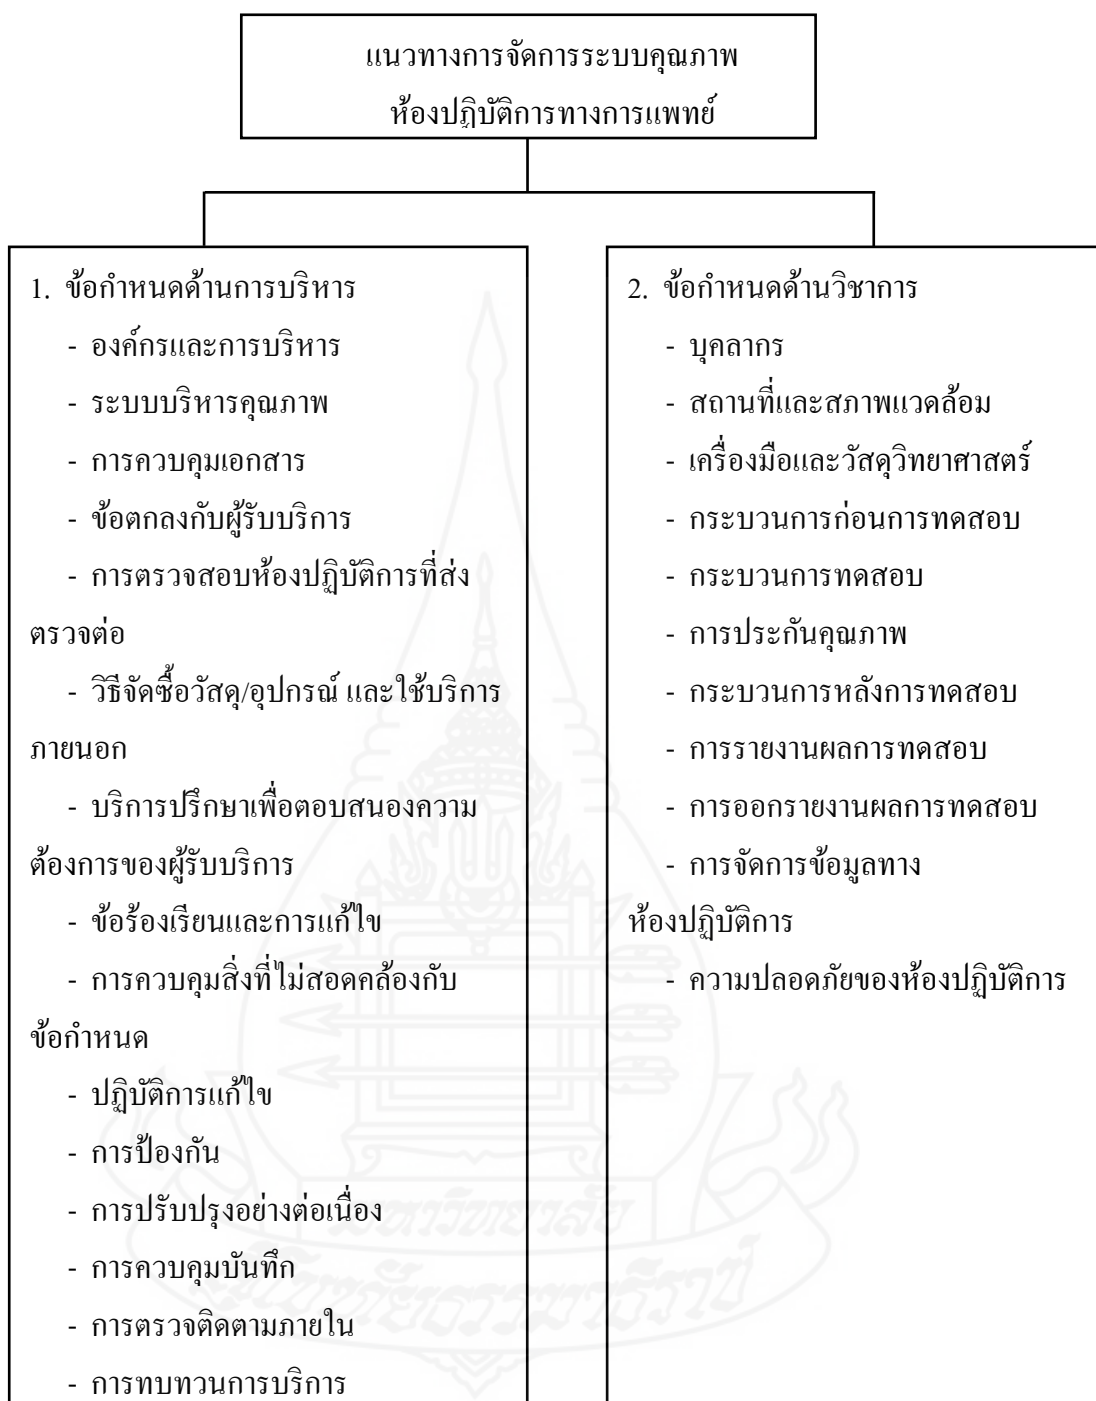 แนวทางการจัดการระบบคุณภาพ
ห้องปฏิบัติการทางการแพทย์
1. ข้อกำหนดด้านการบริหาร
- องค์กรและการบริหาร
- ระบบบริหารคุณภาพ
- การควบคุมเอกสาร
- ข้อตกลงกับผู้รับบริการ
- การตรวจสอบห้องปฏิบัติการที่ส่ง
ตรวจต่อ
- วิธีจัดซื้อวัสดุ/อุปกรณ์ และใช้บริการ
ภายนอก
- บริการปรึกษาเพื่อตอบสนองความ
ต้องการของผู้รับบริการ
- ข้อร้องเรียนและการแก้ไข
- การควบคุมสิ่งที่ไม่สอดคล้องกับ
ข้อกำหนด
- ปฏิบัติการแก้ไข
- การป้องกัน
- การปรับปรุงอย่างต่อเนื่อง
- การควบคุมบันทึก
- การตรวจติดตามภายใน
- การทบทวนการบริการ
2. ข้อกำหนดด้านวิชาการ
- บุคลากร
- สถานที่และสภาพแวดล้อม
- เครื่องมือและวัสดุวิทยาศาสตร์
- กระบวนการก่อนการทดสอบ
- กระบวนการทดสอบ
- การประกันคุณภาพ
- กระบวนการหลังการทดสอบ
- การรายงานผลการทดสอบ
- การออกรายงานผลการทดสอบ
- การจัดการข้อมูลทาง
ห้องปฏิบัติการ
- ความปลอดภัยของห้องปฏิบัติการ
มหาวิทยาลัย
สุโขทัยธรรมาธิราช